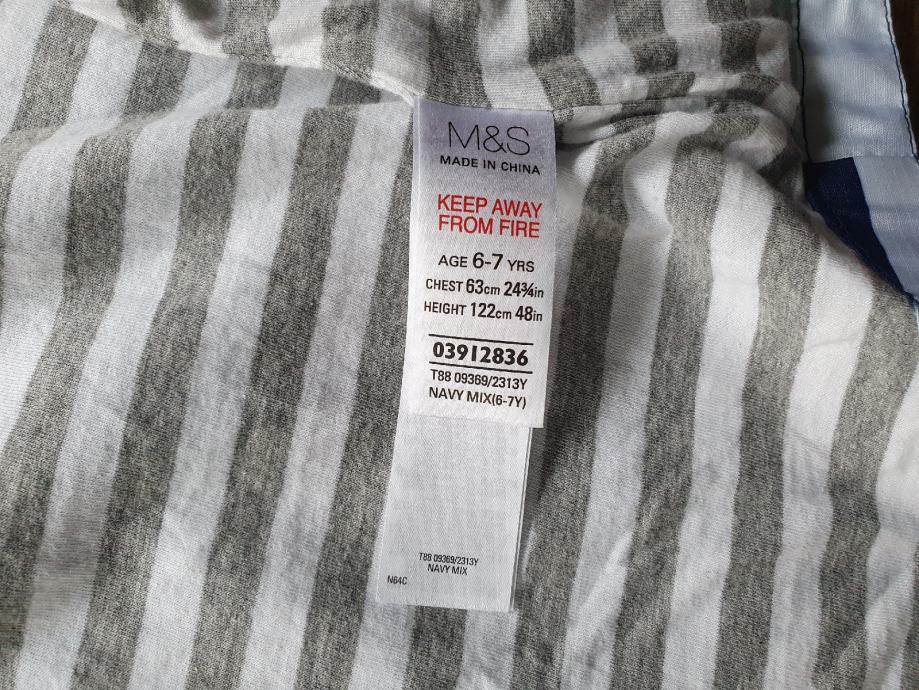 M&S
MADE IN CHINA
KEEP AWAY
FROM FIRE
AGE 6-7 YRS
CHEST 63cm 24¾in
HEIGHT 122cm 48in
03912836
T88 09369/2313Y
NAVY MIX(6-7Y)
T88 09369/2313Y
NAVY MIX
N64C